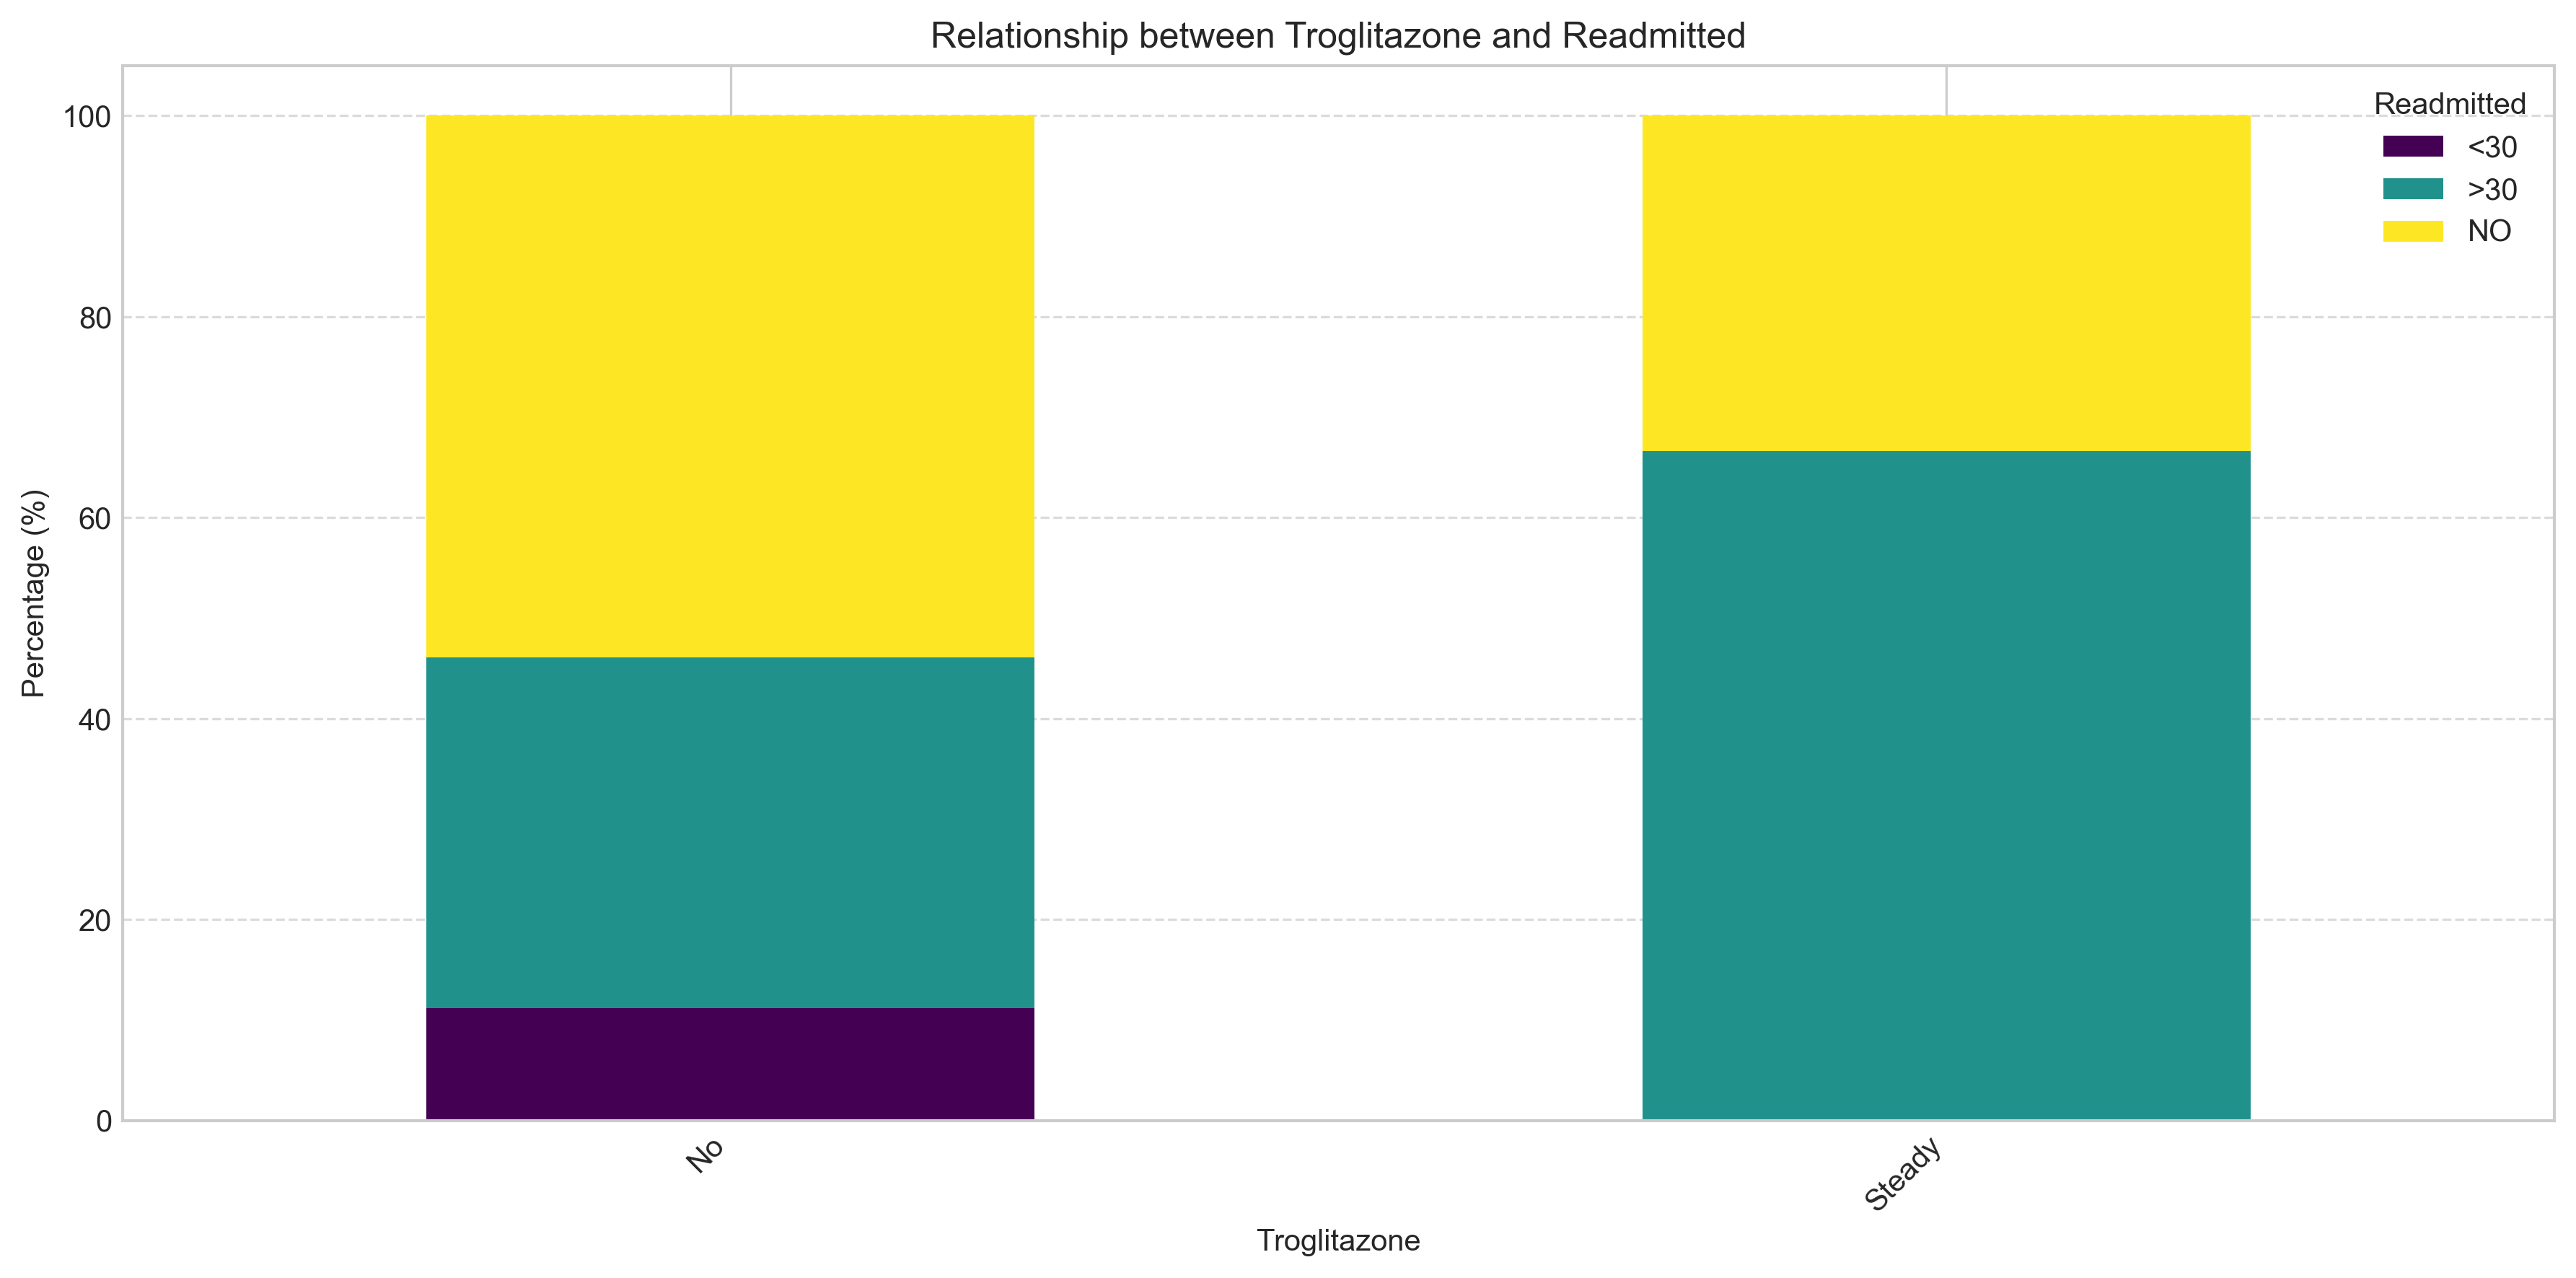 Relationship between Troglitazone and Readmitted
Percentage (%)
100
80
60
40
20
0
Readmitted
<30
>30
NO
No
Steady
Troglitazone